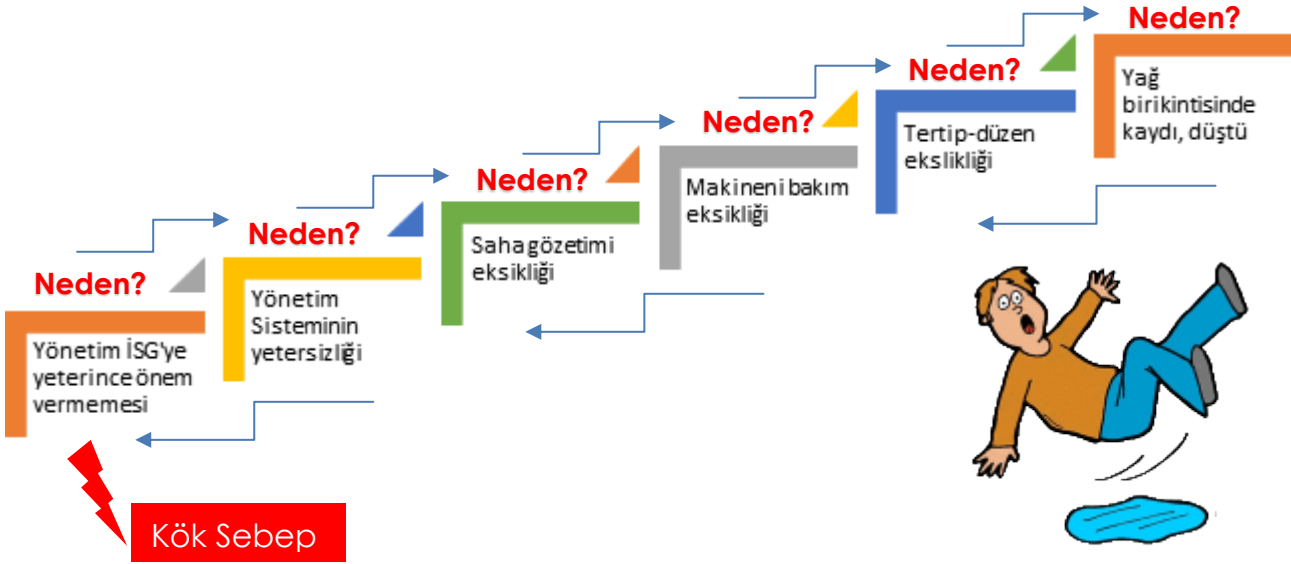 Neden?
Yağ
birikintisinde
kaydı, düştü
Neden?
Tertip-düzen
ekslikliği
Neden?
Makineni bakım
eksikliği
Neden?
Saha gözetimi
eksikliği
Neden?
Yönetim
Sisteminin
yetersizliği
Neden?
Yönetim İSG'ye
yeterince önem
vermemesi
Kök Sebep